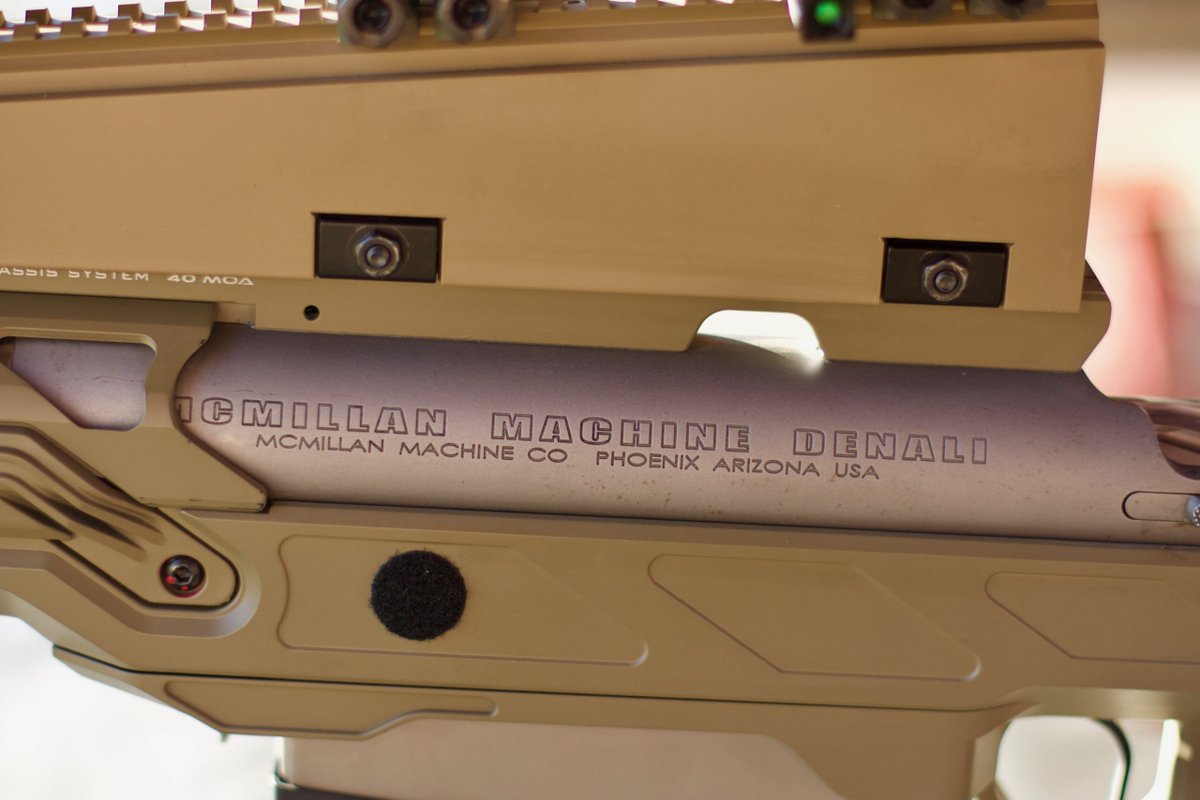 ASSIS SYSTEM 40 MOA
MCMILLAN MACHINE DENALI
MCMILLAN MACHINE CO PHOENIX ARIZONA USA